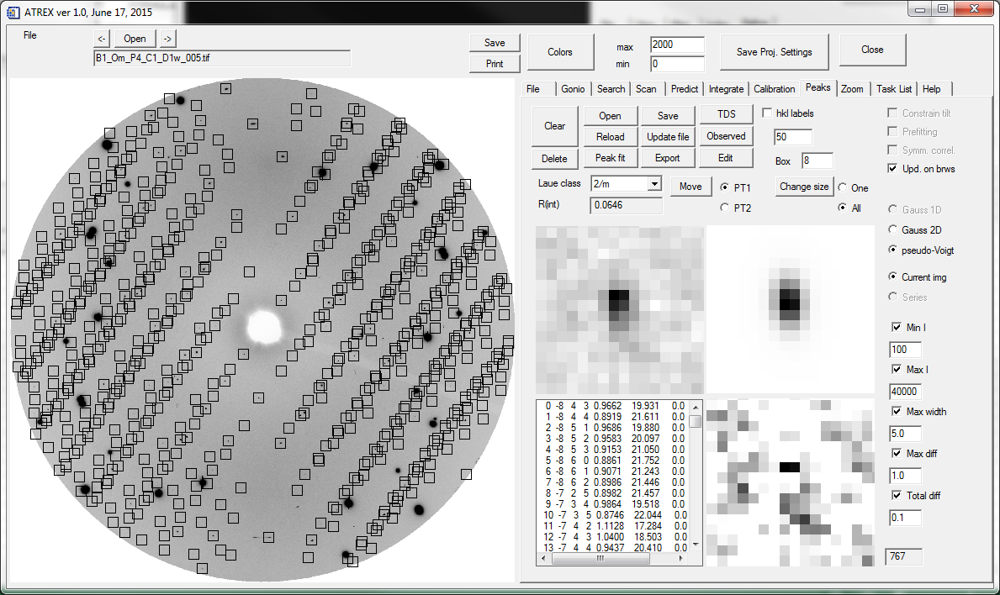 ATREX ver 1.0, June 17, 2015
File
<- Open ->
B1_Om_P4_C1_D1w_005.tif
Save
Print
Colors
max 2000
min 0
Save Proj. Settings
Close
File Gonio Search Scan Predict Integrate Calibration Peaks Zoom Task List Help
Clear
Open Save TDS
hkl labels
Reload Update file Observed
50
Delete
Peak fit Export Edit
Box 8
Laue class 2/m
Move
PT1
PT2
Change size
One
All
R(int) 0.0646
Constrain tilt
Prefitting
Symm. correl.
Upd. on brws
Gauss 1D
Gauss 2D
pseudo-Voigt
Current img
Series
Min I
100
Max I
40000
Max width
5.0
Max diff
1.0
Total diff
0.1
767
0 -8 4 3 0.9662 19.931 0.0
1 -8 4 4 0.8919 21.611 0.0
2 -8 5 1 0.9686 19.880 0.0
3 -8 5 2 0.9583 20.097 0.0
4 -8 5 3 0.9153 21.050 0.0
5 -8 6 0 0.8861 21.752 0.0
6 -8 6 1 0.9071 21.243 0.0
7 -8 6 2 0.8986 21.446 0.0
8 -7 2 5 0.8982 21.457 0.0
9 -7 3 4 0.9864 19.518 0.0
10 -7 3 5 0.8746 22.044 0.0
11 -7 4 2 1.1128 17.284 0.0
12 -7 4 3 1.0400 18.503 0.0
13 -7 4 4 0.9437 20.410 0.0